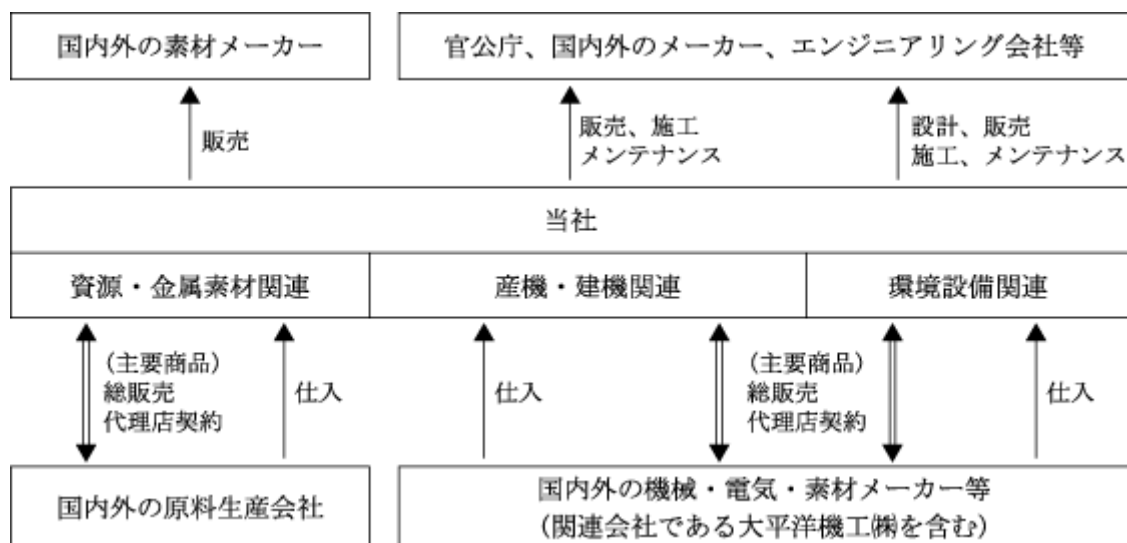 国内外の素材メーカー
官公庁、国内外のメーカー、エンジニアリング会社等
販売
販売、施工
メンテナンス
設計、販売
施工、メンテナンス
当社
資源・金属素材関連
産機・建機関連
環境設備関連
(主要商品)
総販売
代理店契約
仕入
仕入
(主要商品)
総販売
代理店契約
仕入
国内外の原料生産会社
国内外の機械・電気・素材メーカー等
(関連会社である大平洋機工㈱を含む)